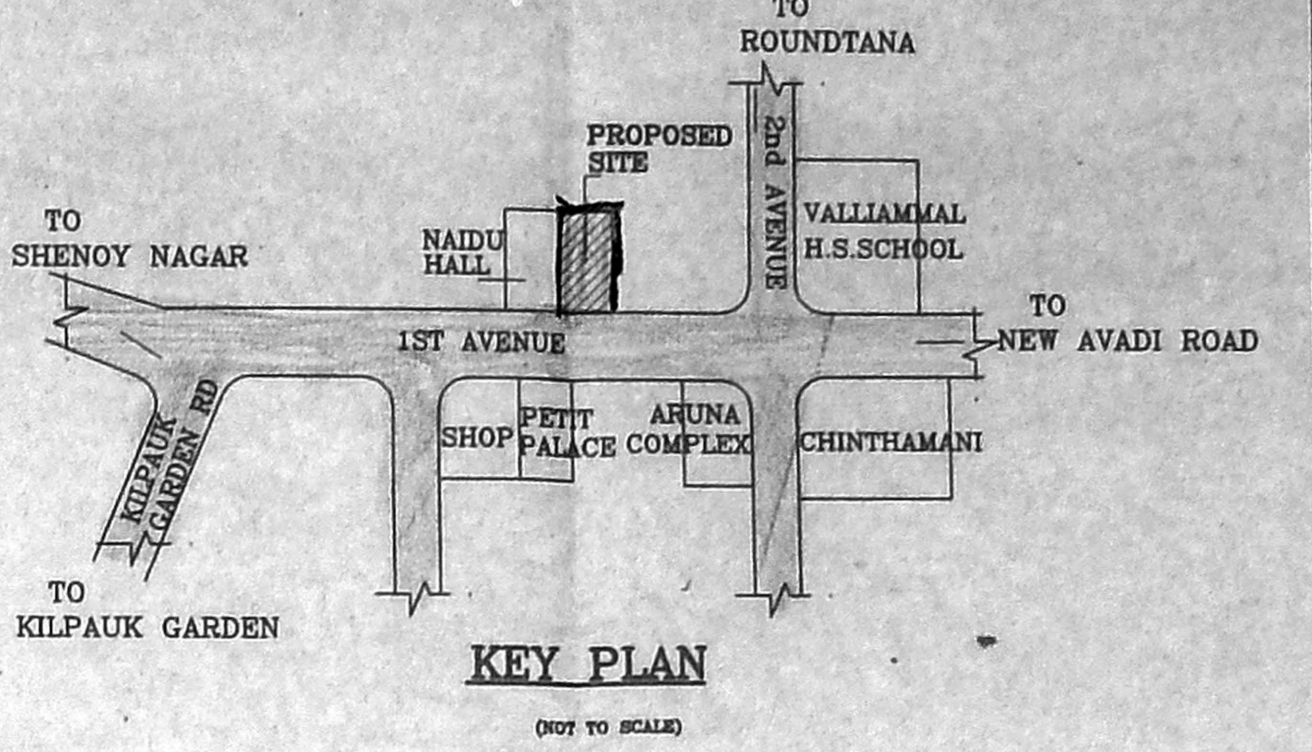 TO
ROUNDTANA
2nd AVENUE
PROPOSED
SITE
VALLIAMMAL
H.S.SCHOOL
NAIDU
HALL
TO
SHENOY NAGAR
TO
NEW AVADI ROAD
1ST AVENUE
KILPAUK
GARDEN RD
SHOP
PETIT
PALACE
ARUNA
COMPLEX
CHINTHAMANI
TO
KILPAUK GARDEN
KEY PLAN
(NOT TO SCALE)